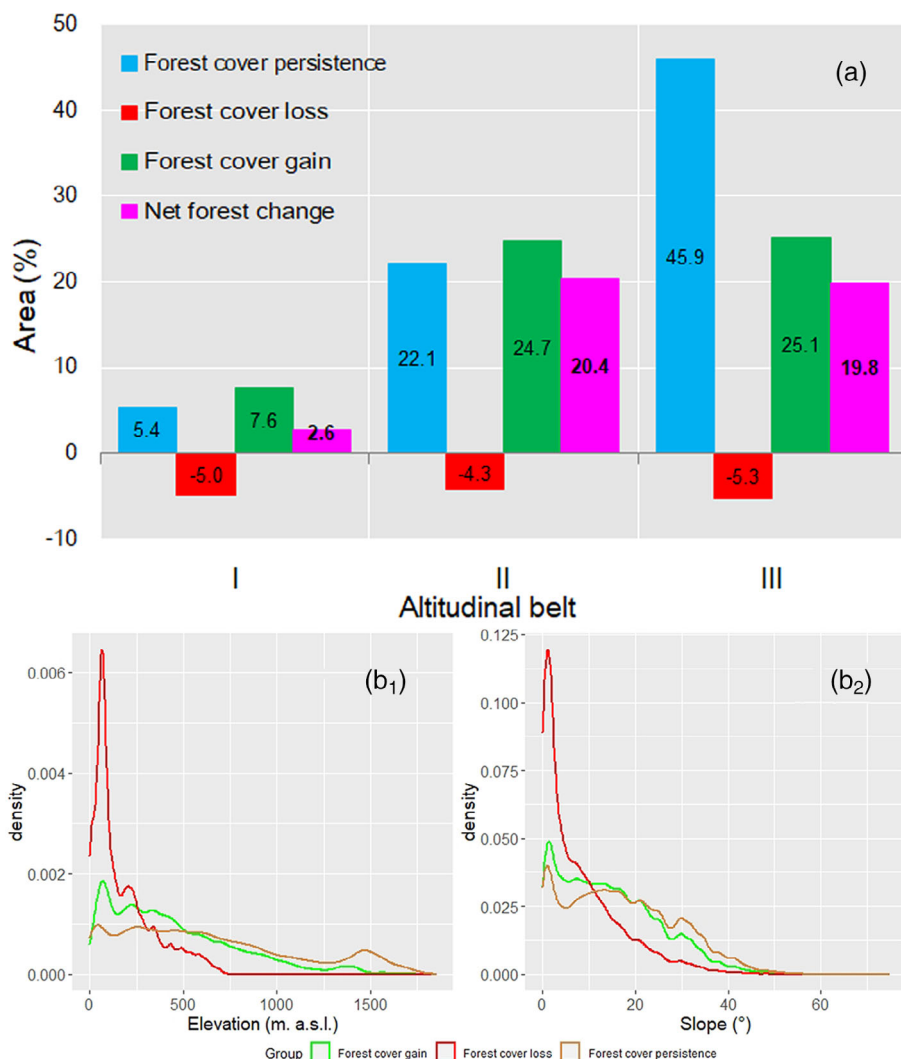 50
40
30
20
10
0
-10
Area (%)
Forest cover persistence
Forest cover loss
Forest cover gain
Net forest change
(a)
5.4
-5.0
7.6
2.6
22.1
-4.3
24.7
20.4
45.9
-5.3
25.1
19.8
I II III
Altitudinal belt
(b₁)
0.006
0.004
0.002
0.000
density
0 500 1000 1500
Elevation (m. a.s.l.)
(b₂)
0.125
0.100
0.075
0.050
0.025
0.000
density
0 20 40 60
Slope (°)
Group Forest cover gain Forest cover loss Forest cover persistence